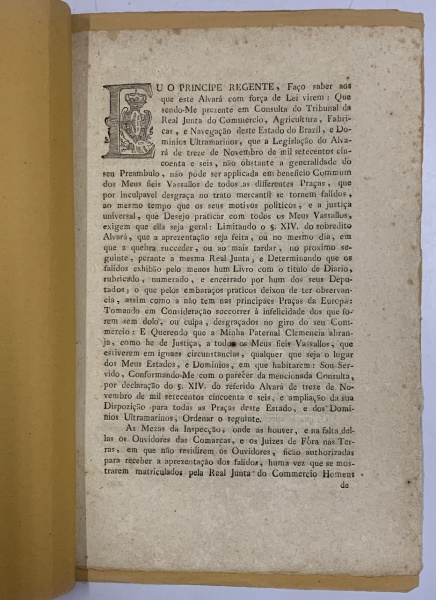 EU O PRINCIPE REGENTE, Faço saber aos
que este Alvará com força de Lei virem: Que
sendo-Me prezente em Consulta do Tribunal da
Real Junta do Commercio, Agricultura, Fabri-
cas, e Navegação deste Estado do Brazil, e Do-
minios Ultramarinos, que a Legislação do Alva-
rá de treze de Novembro de mil setecentos cin-
coenta e seis, não obstante a generalidade do
seu Preambulo, não póde ser applicada em beneficio Commum
dos Meus fieis Vassallos de todas as differentes Praças, que
por inculpavel desgraça no trato mercantil se tornem falidos,
ao mesmo tempo que os seus motivos politicos, e a justiça
universal, que Desejo praticar com todos os Meus Vassallos,
exigem que ella seja geral: Limitando o §. XIV. do sobredito
Alvará, que a aprezentação seja feita, ou no mesmo dia, em
que a quebra succeder, ou ao mais tardar, no proximo se-
guinte, perante a mesma Real Junta, e Determinando que os
falidos exhibão pelo menos hum Livro com o titulo de Diario,
rubricado, numerado, e encerrado por hum dos seus Depu-
tados; o que pelos embaraços praticos deixou de ter observan-
cia, assim como a não tem nas principaes Praças da Europa:
Tomando em Consideração soccorrer á infelicidade dos que fo-
rem sem dolo, ou culpa, desgraçados no giro do seu Com-
mercio: E Querendo que a Minha Paternal Clemencia abran-
ja, como he de Justiça, a todos os Meus fieis Vassallos, que
estiverem em iguaes circunstancias, qualquer que seja o lugar
dos Meus Estados, e Dominios, em que habitarem: Sou Ser-
vido, Conformando-Me com o parecer da mencionada Consulta,
por declaração do §. XIV. do referido Alvará de treze de No-
vembro de mil setecentos cincoenta e seis, e ampliação da sua
Dispozição para todas as Praças deste Estado, e dos Domi-
nios Ultramarinos, Ordenar o seguinte.
As Mezas da Inspecção, onde as houver, e na falta del-
las os Ouvidores das Comarcas, e os Juizes de Fóra nas Ter-
ras, em que não residirem os Ouvidores, ficão authorizadas
para receber a aprezentação dos falidos, huma vez que se mos-
trarem matriculados pela Real Junta do Commercio Homens
de